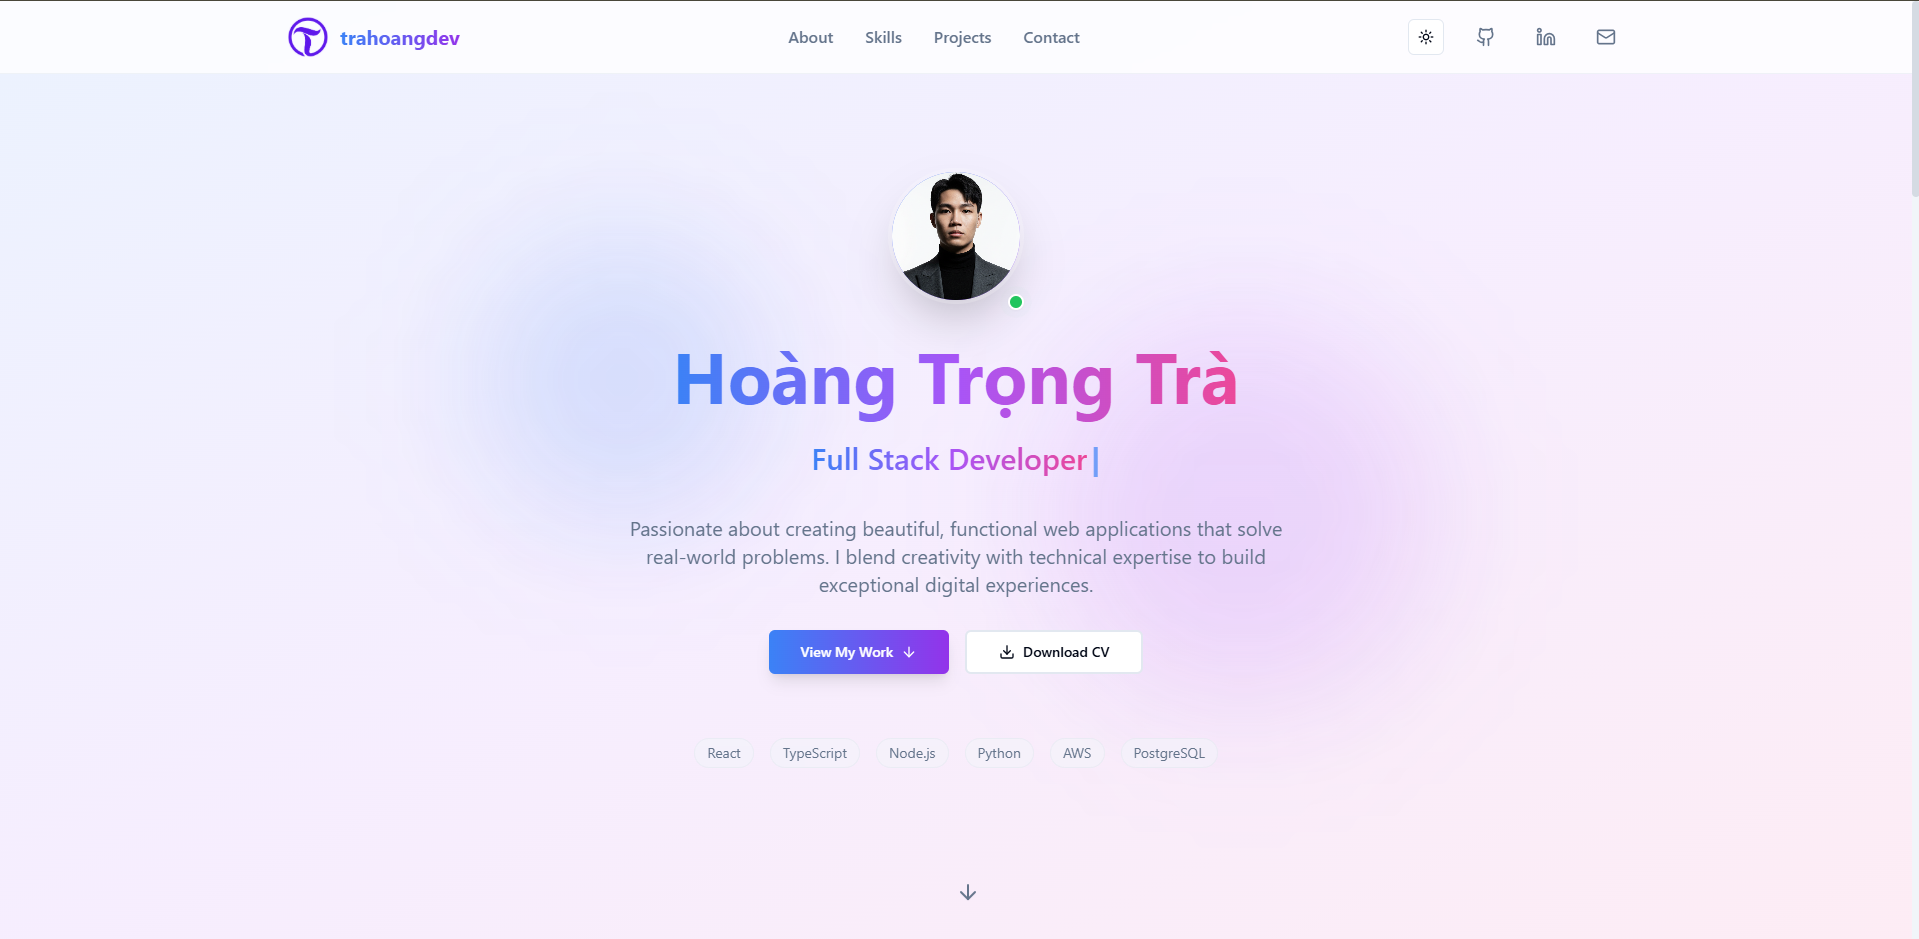 trahoangdev
About
Skills
Projects
Contact
Hoàng Trọng Trà
Full Stack Developer
Passionate about creating beautiful, functional web applications that solve
real-world problems. I blend creativity with technical expertise to build
exceptional digital experiences.
View My Work
Download CV
React
TypeScript
Node.js
Python
AWS
PostgreSQL